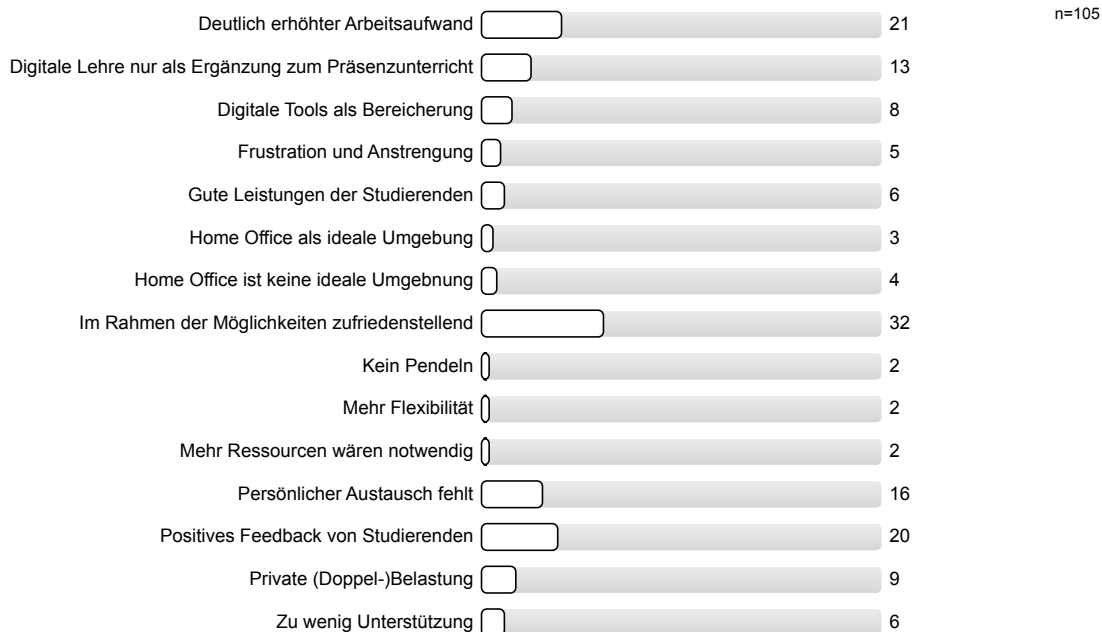 Deutlich erhöhter Arbeitsaufwand 21 n=105
Digitale Lehre nur als Ergänzung zum Präsenzunterricht 13
Digitale Tools als Bereicherung 8
Frustration und Anstrengung 5
Gute Leistungen der Studierenden 6
Home Office als ideale Umgebung 3
Home Office ist keine ideale Umgebnung 4
Im Rahmen der Möglichkeiten zufriedenstellend 32
Kein Pendeln 2
Mehr Flexibilität 2
Mehr Ressourcen wären notwendig 2
Persönlicher Austausch fehlt 16
Positives Feedback von Studierenden 20
Private (Doppel-)Belastung 9
Zu wenig Unterstützung 6